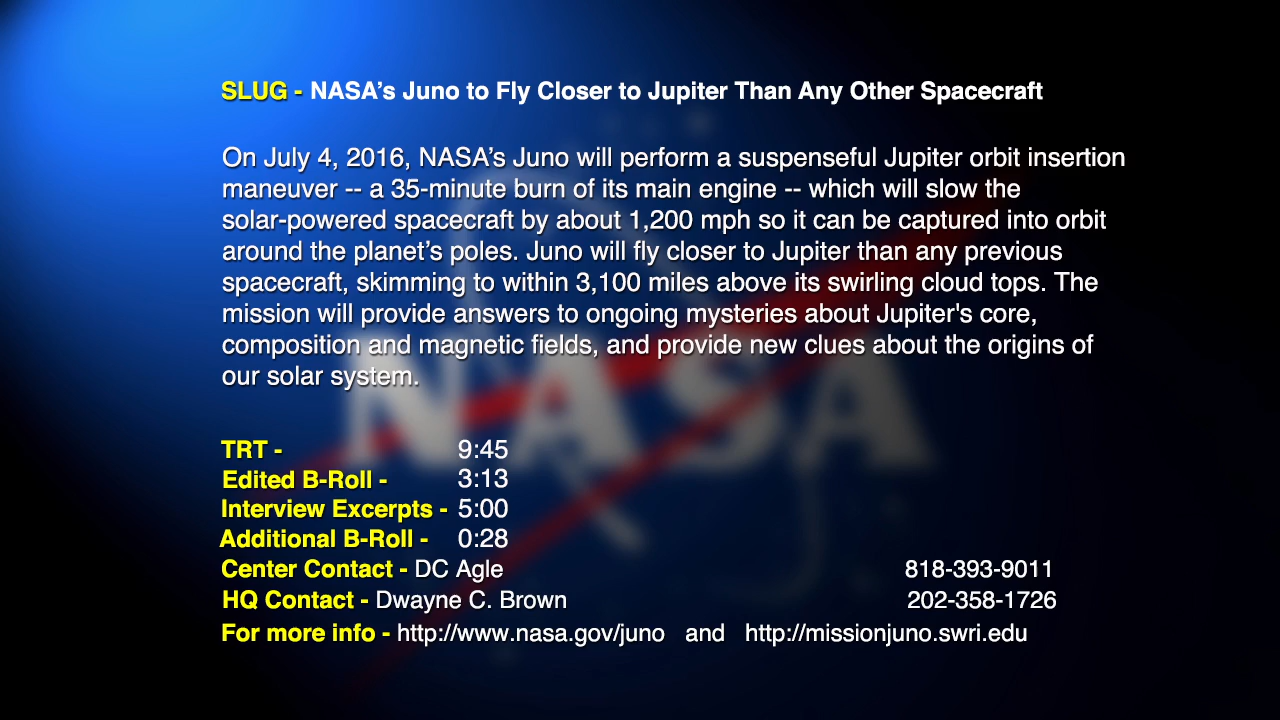 SLUG - NASA’s Juno to Fly Closer to Jupiter Than Any Other Spacecraft
On July 4, 2016, NASA’s Juno will perform a suspenseful Jupiter orbit insertion
maneuver -- a 35-minute burn of its main engine -- which will slow the
solar-powered spacecraft by about 1,200 mph so it can be captured into orbit
around the planet’s poles. Juno will fly closer to Jupiter than any previous
spacecraft, skimming to within 3,100 miles above its swirling cloud tops. The
mission will provide answers to ongoing mysteries about Jupiter's core,
composition and magnetic fields, and provide new clues about the origins of
our solar system.
NASA
TRT - 9:45
Edited B-Roll - 3:13
Interview Excerpts - 5:00
Additional B-Roll - 0:28
Center Contact - DC Agle 818-393-9011
HQ Contact - Dwayne C. Brown 202-358-1726
For more info - http://www.nasa.gov/juno and http://missionjuno.swri.edu